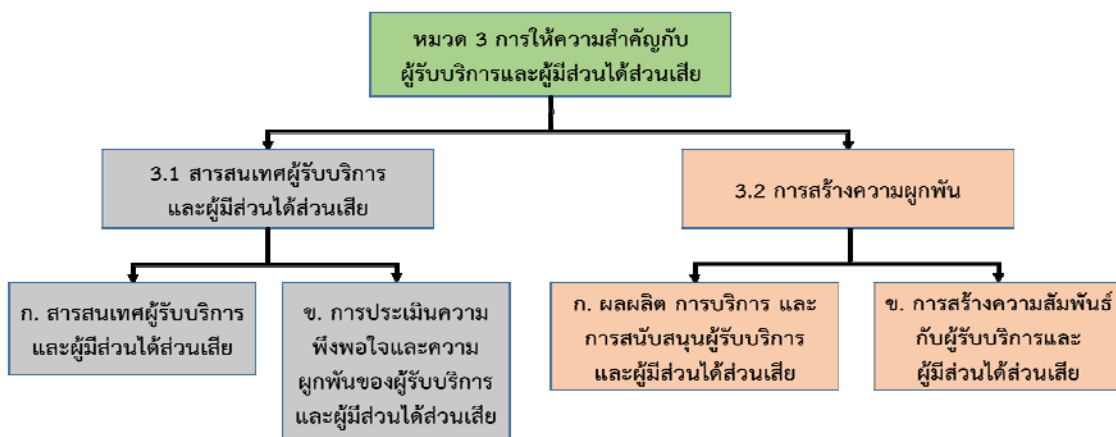 หมวด 3 การให้ความสำคัญกับ
ผู้รับบริการและผู้มีส่วนได้ส่วนเสีย
3.1 สารสนเทศผู้รับบริการ
และผู้มีส่วนได้ส่วนเสีย
3.2 การสร้างความผูกพัน
ก. สารสนเทศผู้รับบริการ
และผู้มีส่วนได้ส่วนเสีย
ข. การประเมินความ
พึงพอใจและความ
ผูกพันของผู้รับบริการ
และผู้มีส่วนได้ส่วนเสีย
ก. ผลผลิต การบริการ และ
การสนับสนุนผู้รับบริการ
และผู้มีส่วนได้ส่วนเสีย
ข. การสร้างความสัมพันธ์
กับผู้รับบริการและ
ผู้มีส่วนได้ส่วนเสีย